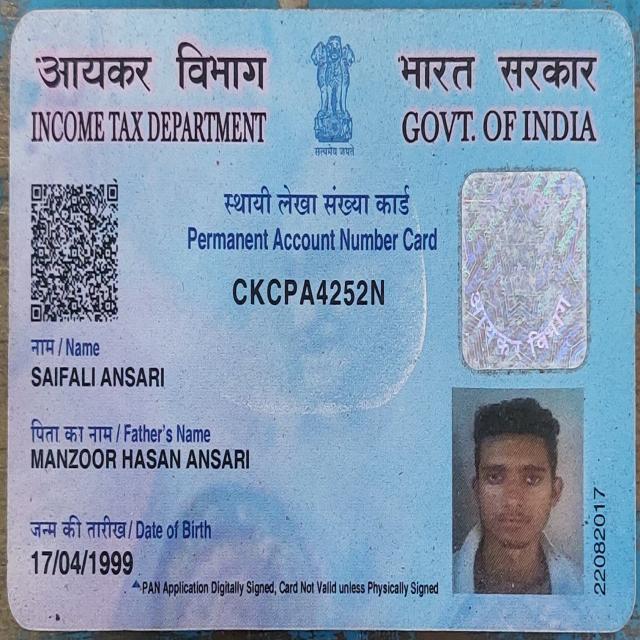 आयकर विभाग
INCOME TAX DEPARTMENT
सत्यमेव जयते
भारत सरकार
GOVT. OF INDIA
स्थायी लेखा संख्या कार्ड
Permanent Account Number Card
CKCPA4252N
आयकर विभाग
नाम / Name
SAIFALI ANSARI
पिता का नाम / Father's Name
MANZOOR HASAN ANSARI
जन्म की तारीख / Date of Birth
17/04/1999
PAN Application Digitally Signed, Card Not Valid unless Physically Signed
22082017